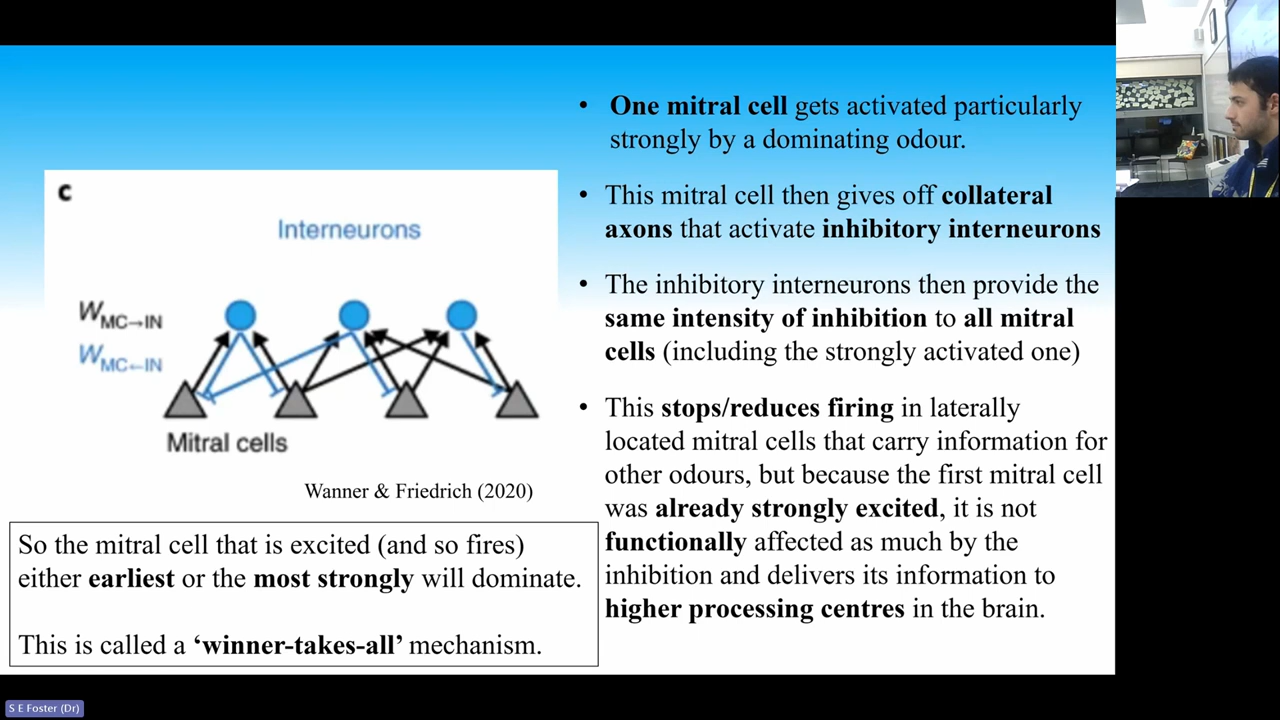 • One mitral cell gets activated particularly
strongly by a dominating odour.
• This mitral cell then gives off collateral
axons that activate inhibitory interneurons
• The inhibitory interneurons then provide the
same intensity of inhibition to all mitral
cells (including the strongly activated one)
• This stops/reduces firing in laterally
located mitral cells that carry information for
other odours, but because the first mitral cell
was already strongly excited, it is not
functionally affected as much by the
inhibition and delivers its information to
higher processing centres in the brain.
c
Interneurons
WMC→IN
WMC←IN
Mitral cells
Wanner & Friedrich (2020)
So the mitral cell that is excited (and so fires)
either earliest or the most strongly will dominate.
This is called a ‘winner-takes-all’ mechanism.
S E Foster (Dr)